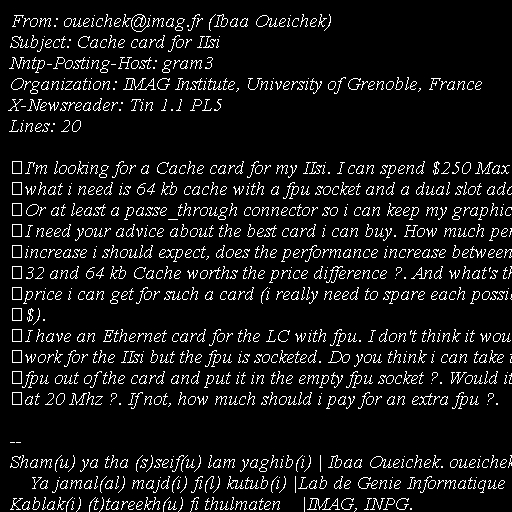 From: oueichek@imag.fr (Ibaa Oueichek)
Subject: Cache card for IIsi
Nntp-Posting-Host: gram3
Organization: IMAG Institute, University of Grenoble, France
X-Newsreader: Tin 1.1 PL5
Lines: 20

I'm looking for a Cache card for my IIsi. I can spend $250 Max
what i need is 64 kb cache with a fpu socket and a dual slot
Or at least a passe_through connector so i can keep my
I need your advice about the best card i can buy. How much
increase i should expect, does the performance increase between
32 and 64 kb Cache worths the price difference ?. And what's
price i can get for such a card (i really need to spare each
$).
I have an Ethernet card for the LC with fpu. I don't think it
work for the IIsi but the fpu is socketed. Do you think i can take
fpu out of the card and put it in the empty fpu socket ?. Would it
at 20 Mhz ?. If not, how much should i pay for an extra fpu ?.

--
Sham(u) ya tha (s)seif(u) lam yaghib(i) | Ibaa Oueichek.
Ya jamal(al) majd(i) fi(l) kutub(i) |Lab de Genie Informatique
Kablak(i) (t)tareekh(u) fi thulmaten |IMAG, INPG.